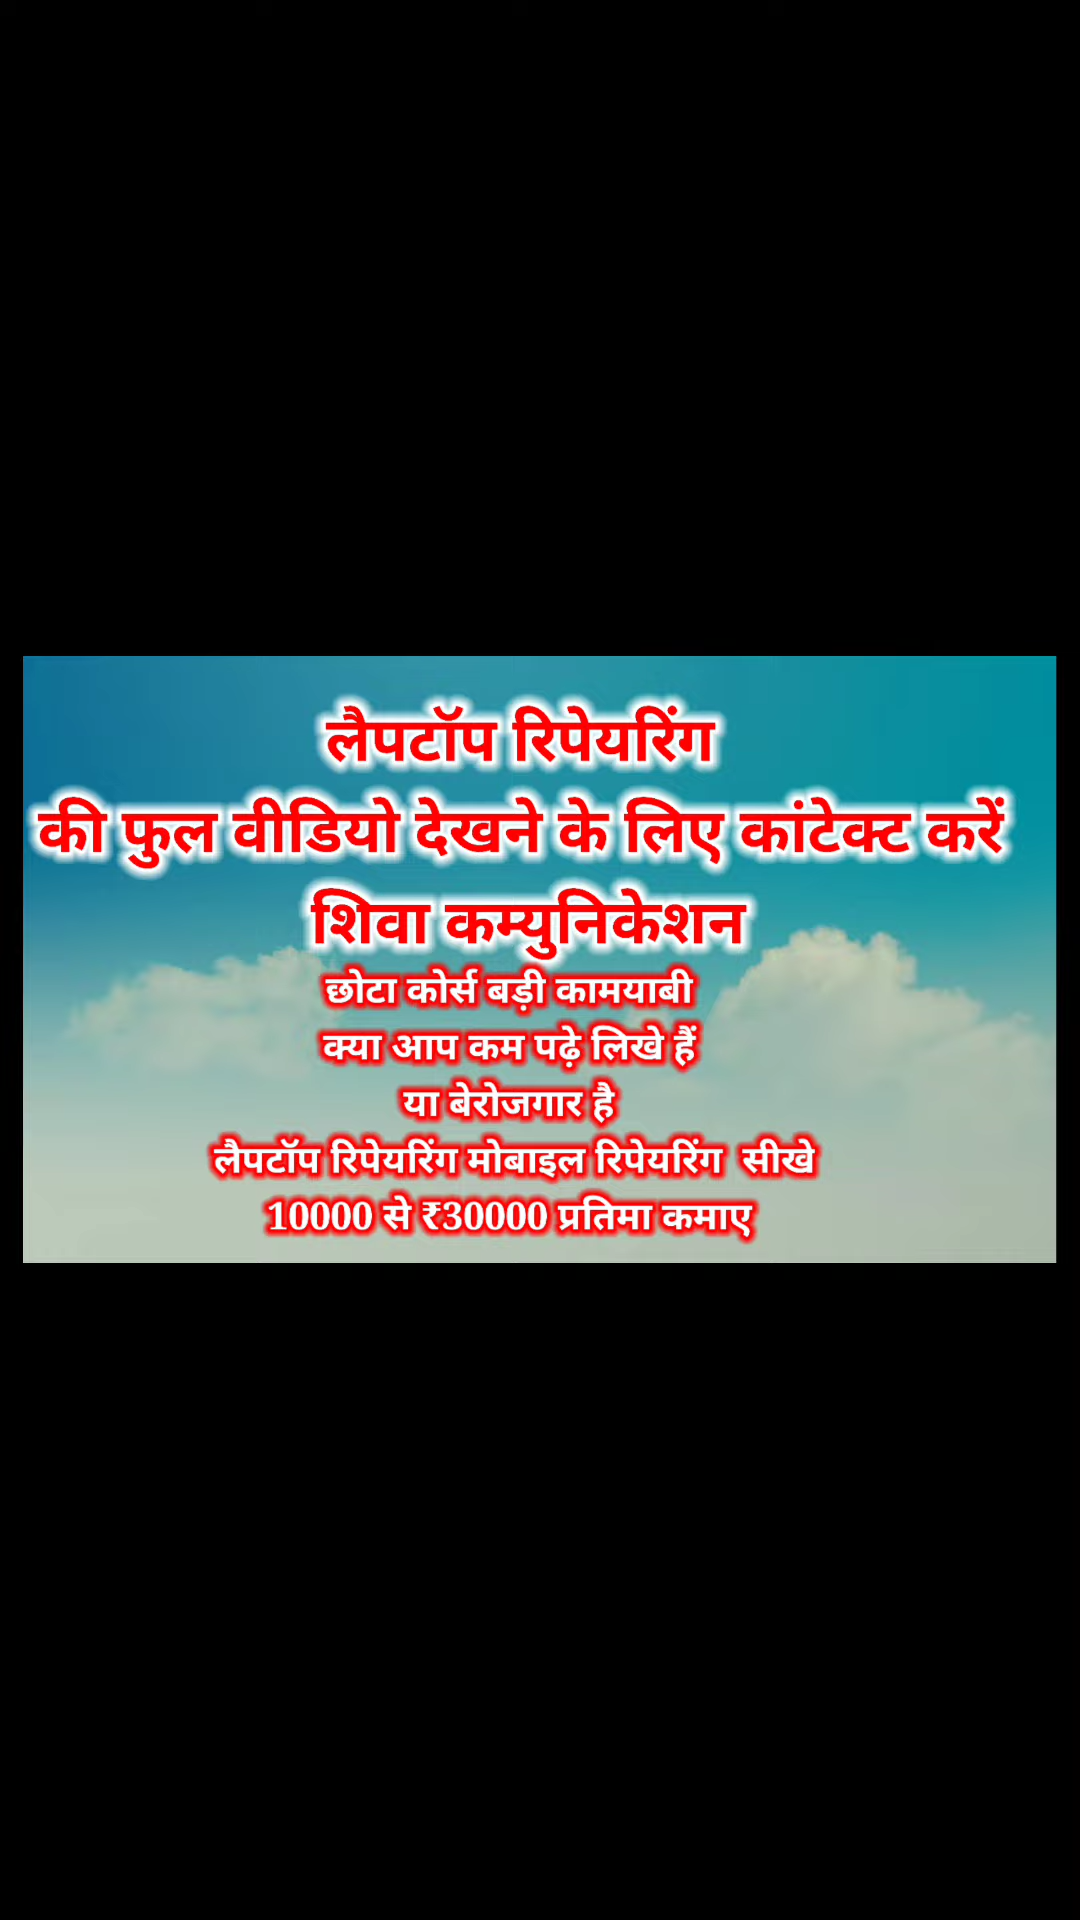 लैपटॉप रिपेयरिंग
की फुल वीडियो देखने के लिए कांटेक्ट करें
शिवा कम्युनिकेशन
छोटा कोर्स बड़ी कामयाबी
क्या आप कम पढ़े लिखे हैं
या बेरोजगार है
लैपटॉप रिपेयरिंग मोबाइल रिपेयरिंग सीखे
10000 से ₹30000 प्रतिमा कमाए